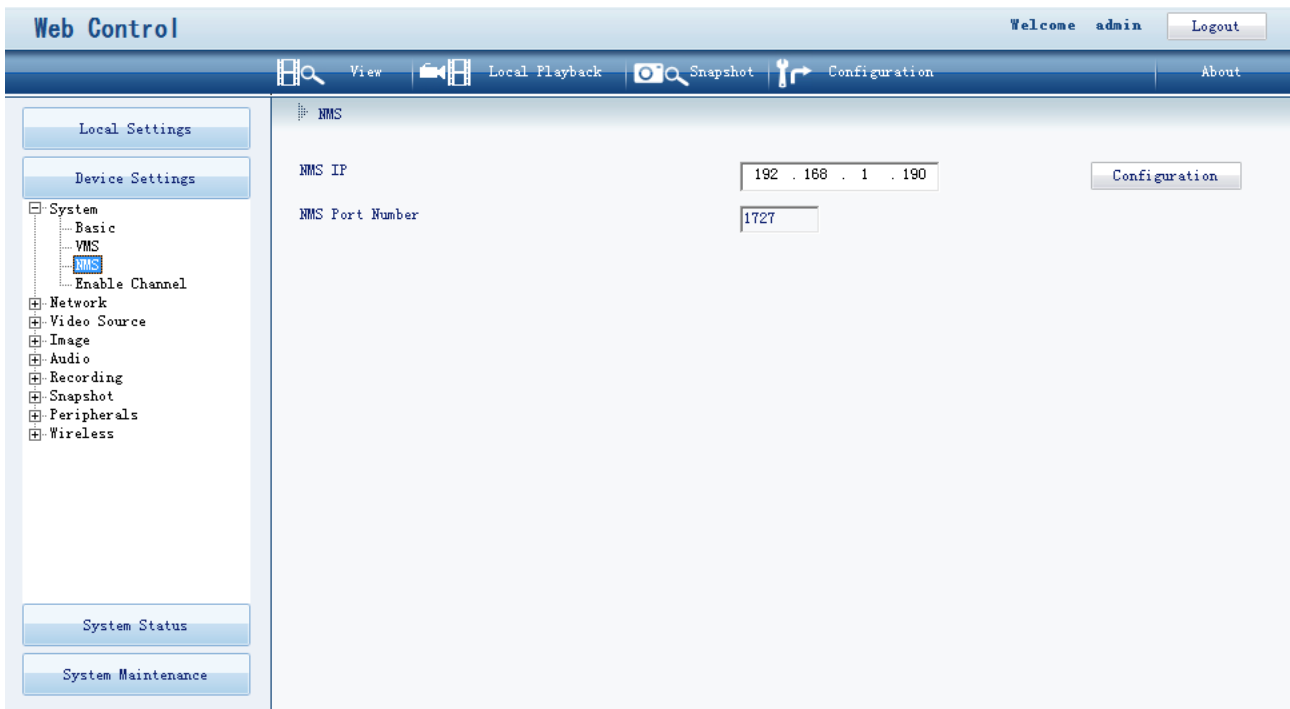 Web Control
Welcome admin
Logout
View
Local Playback
Snapshot
Configuration
About
Local Settings
Device Settings
System
Basic
VMS
NMS
Enable Channel
Network
Video Source
Image
Audio
Recording
Snapshot
Peripherals
Wireless
System Status
System Maintenance
NMS
NMS IP
192 . 168 . 1 . 190
Configuration
NMS Port Number
1727